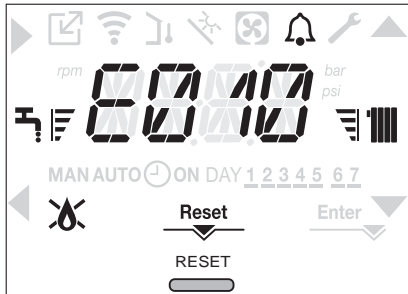 rpm bar
psi
E010
MAN AUTO ON DAY 1 2 3 4 5 6 7
Reset Enter
RESET